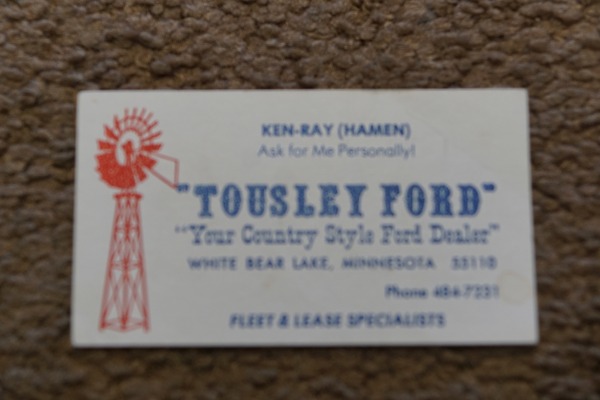 KEN-RAY (HAMEN)
Ask for Me Personally!
"TOUSLEY FORD"
"Your Country Style Ford Dealer"
WHITE BEAR LAKE, MINNESOTA 55110
Phone 484-7231
FLEET & LEASE SPECIALISTS